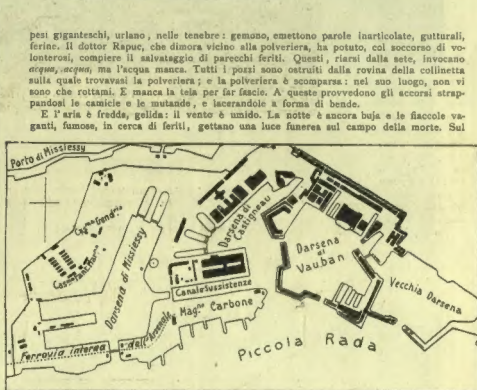 pesi giganteschi, urlano, nelle tenebre: gemono, emettono parole inarticolate, gutturali,
ferine. Il dottor Rapuc, che dimora vicino alla polveriera, ha potuto, col soccorso di vo-
lonterosi, compiere il salvataggio di parecchi feriti. Questi, riarsi dalla sete, invocano
acqua, acqua, ma l'acqua manca. Tutti i pozzi sono ostruiti dalla rovina della collinetta
sulla quale trovavasi la polveriera; e la polveriera è scomparsa: nel suo luogo, non vi
sono che rottami. E manca la tela per far fascie. A queste provvedono gli accorsi strap-
pandosi le camicie e le mutande, e lacerandole a forma di bende.
E l'aria è fredda, gelida: il vento è umido. La notte è ancora buja e le fiaccole va-
ganti, fumose, in cerca di feriti, gettano una luce funerea sul campo della morte. Sul
Porto di Missiessy
Darsena di Missiessy
Darsena di Castigneau
Darsena di Vauban
Vecchia Darsena
Canale Sussistenze
Mag.no Carbone
Ferrovia interna dell'Arsenale
Piccola Rada